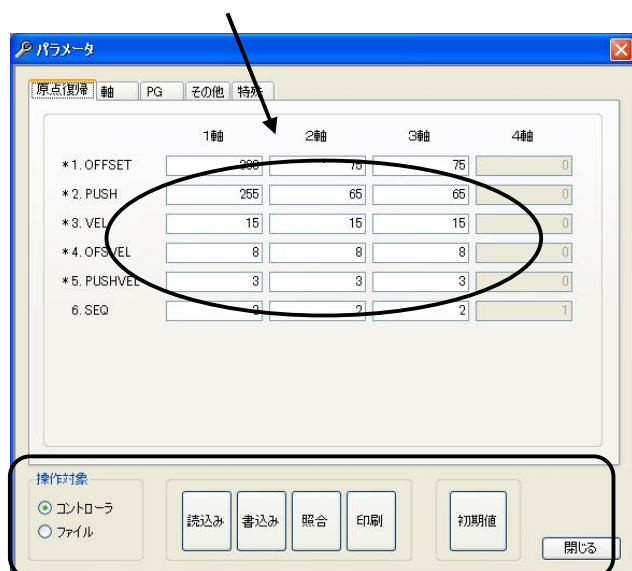 パラメータ
原点復帰 軸 PG その他 特殊
1軸 2軸 3軸 4軸
*1. OFFSET 75 75 0
*2. PUSH 255 65 65 0
*3. VEL 15 15 15 0
*4. OFSVEL 8 8 8 0
*5. PUSHVEL 3 3 3 0
6. SEQ 2 2 2 1
操作対象
コントローラ
ファイル
読込み 書込み 照合 印刷 初期値
閉じる